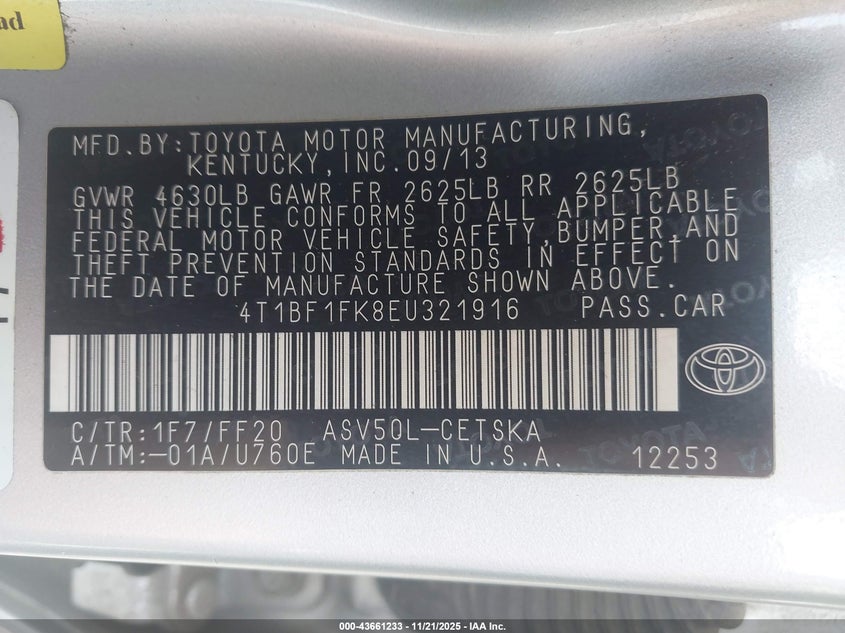 ad
MFD.BY:TOYOTA MOTOR MANUFACTURING,
KENTUCKY,INC.09/13
GVWR 4630LB GAWR FR 2625LB RR 2625LB
THIS VEHICLE CONFORMS TO ALL APPLICABLE
FEDERAL MOTOR VEHICLE SAFETY,BUMPER,AND
THEFT PREVENTION STANDARDS IN EFFECT ON
THE DATE OF MANUFACTURE SHOWN ABOVE.
4T1BF1FK8EU321916 PASS.CAR
C/TR:1F7/FF20 ASV50L-CETSKA
A/TM:-01A/U760E MADE IN U.S.A. 12253
000-43661233 - 11/21/2025 - IAA Inc.